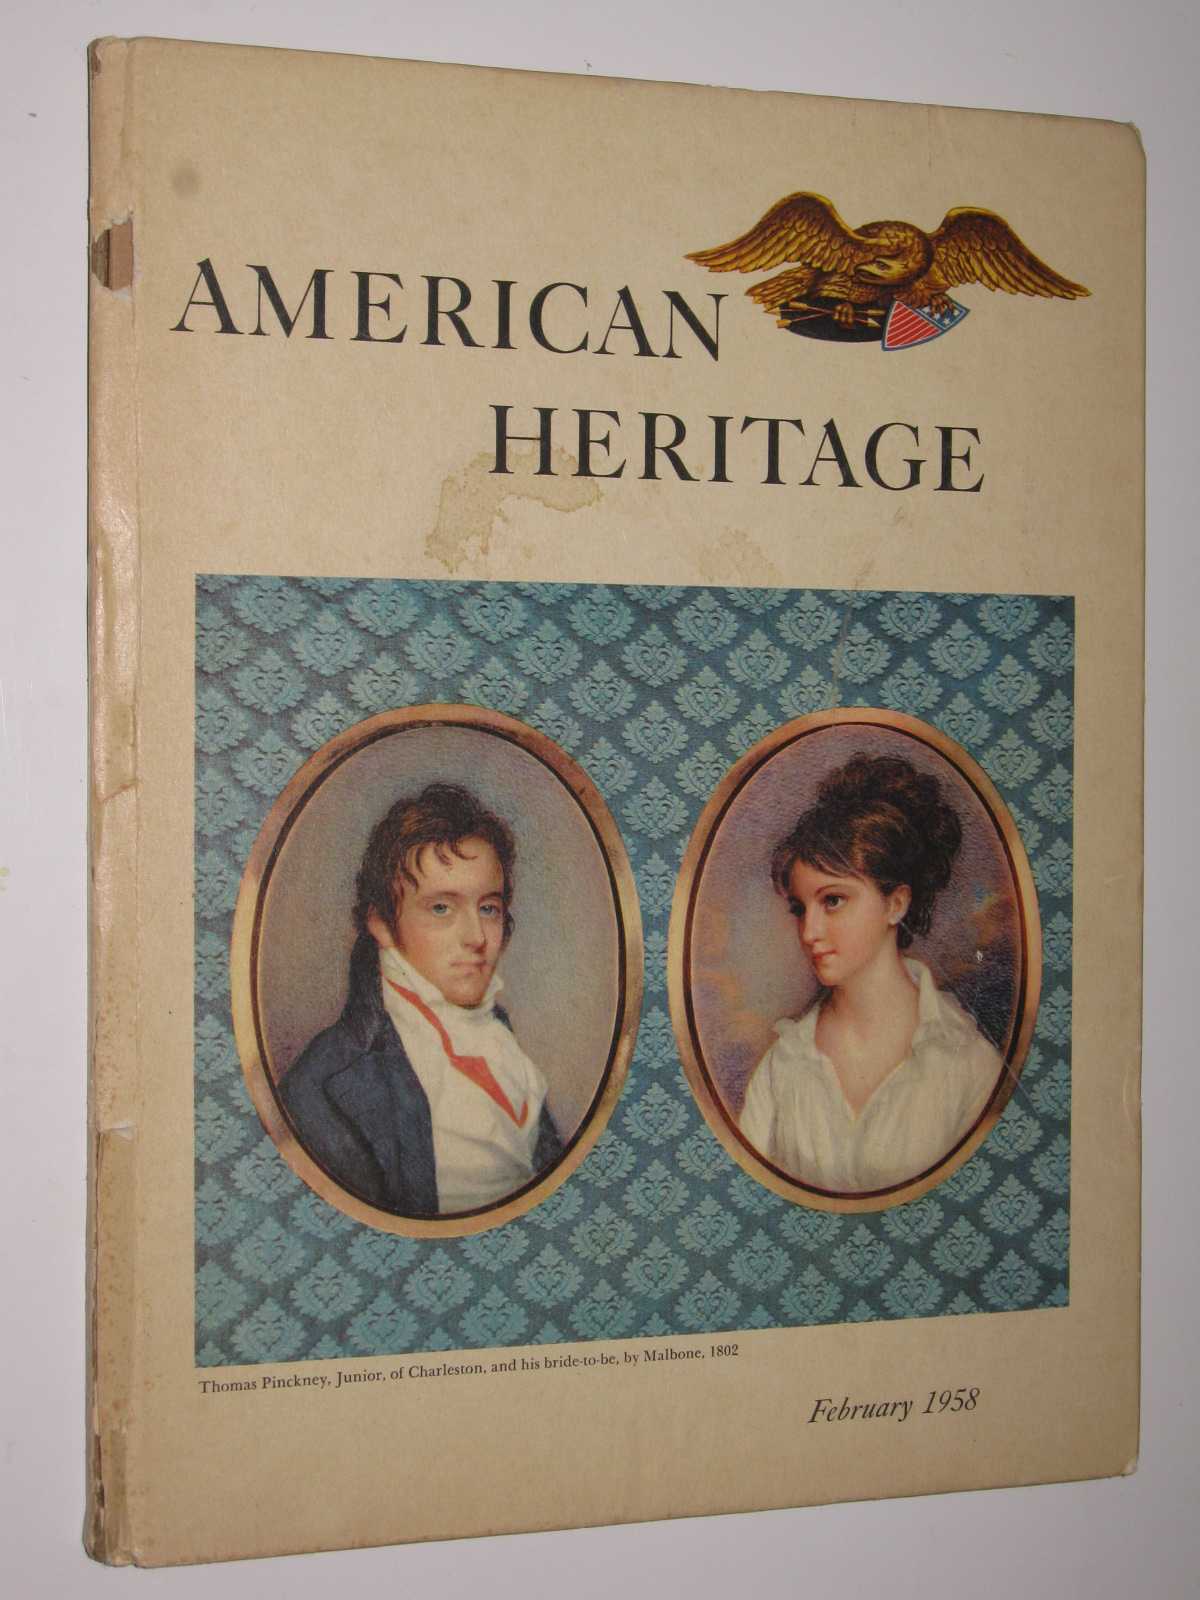 AMERICAN
HERITAGE
Thomas Pinckney, Junior, of Charleston, and his bride-to-be, by Malbone, 1802
February 1958